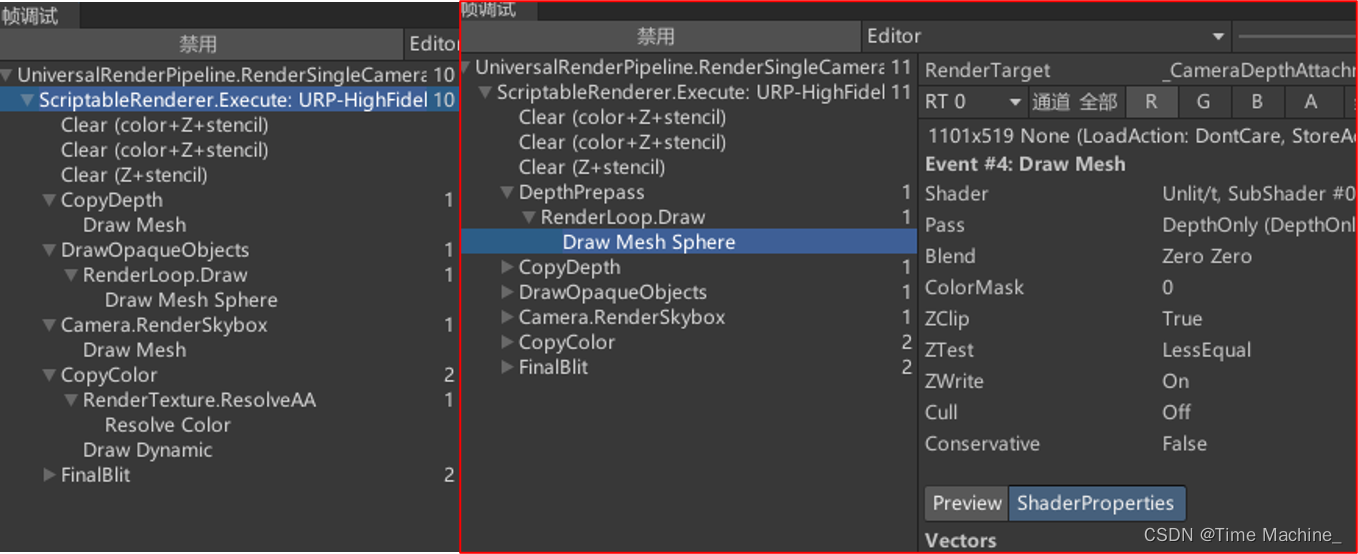 帧调试
禁用
Editor
UniversalRenderPipeline.RenderSingleCamera 10
ScriptableRenderer.Execute: URP-HighFidel 10
Clear (color+Z+stencil)
Clear (color+Z+stencil)
Clear (Z+stencil)
CopyDepth 1
Draw Mesh
DrawOpaqueObjects 1
RenderLoop.Draw 1
Draw Mesh Sphere
Camera.RenderSkybox 1
Draw Mesh
CopyColor 2
RenderTexture.ResolveAA 1
Resolve Color
Draw Dynamic
FinalBlit 2
帧调试
禁用
Editor
UniversalRenderPipeline.RenderSingleCamera 11
ScriptableRenderer.Execute: URP-HighFidel 11
Clear (color+Z+stencil)
Clear (color+Z+stencil)
Clear (Z+stencil)
DepthPrepass 1
RenderLoop.Draw 1
Draw Mesh Sphere
CopyDepth 1
DrawOpaqueObjects 1
Camera.RenderSkybox 1
CopyColor 2
FinalBlit 2
RenderTarget _CameraDepthAttachm
RT 0 通道 全部 R G B A
1101x519 None (LoadAction: DontCare, StoreAc
Event #4: Draw Mesh
Shader Unlit/t, SubShader #0
Pass DepthOnly (DepthOnl
Blend Zero Zero
ColorMask 0
ZClip True
ZTest LessEqual
ZWrite On
Cull Off
Conservative False
Preview ShaderProperties
Vectors
CSDN @Time Machine_